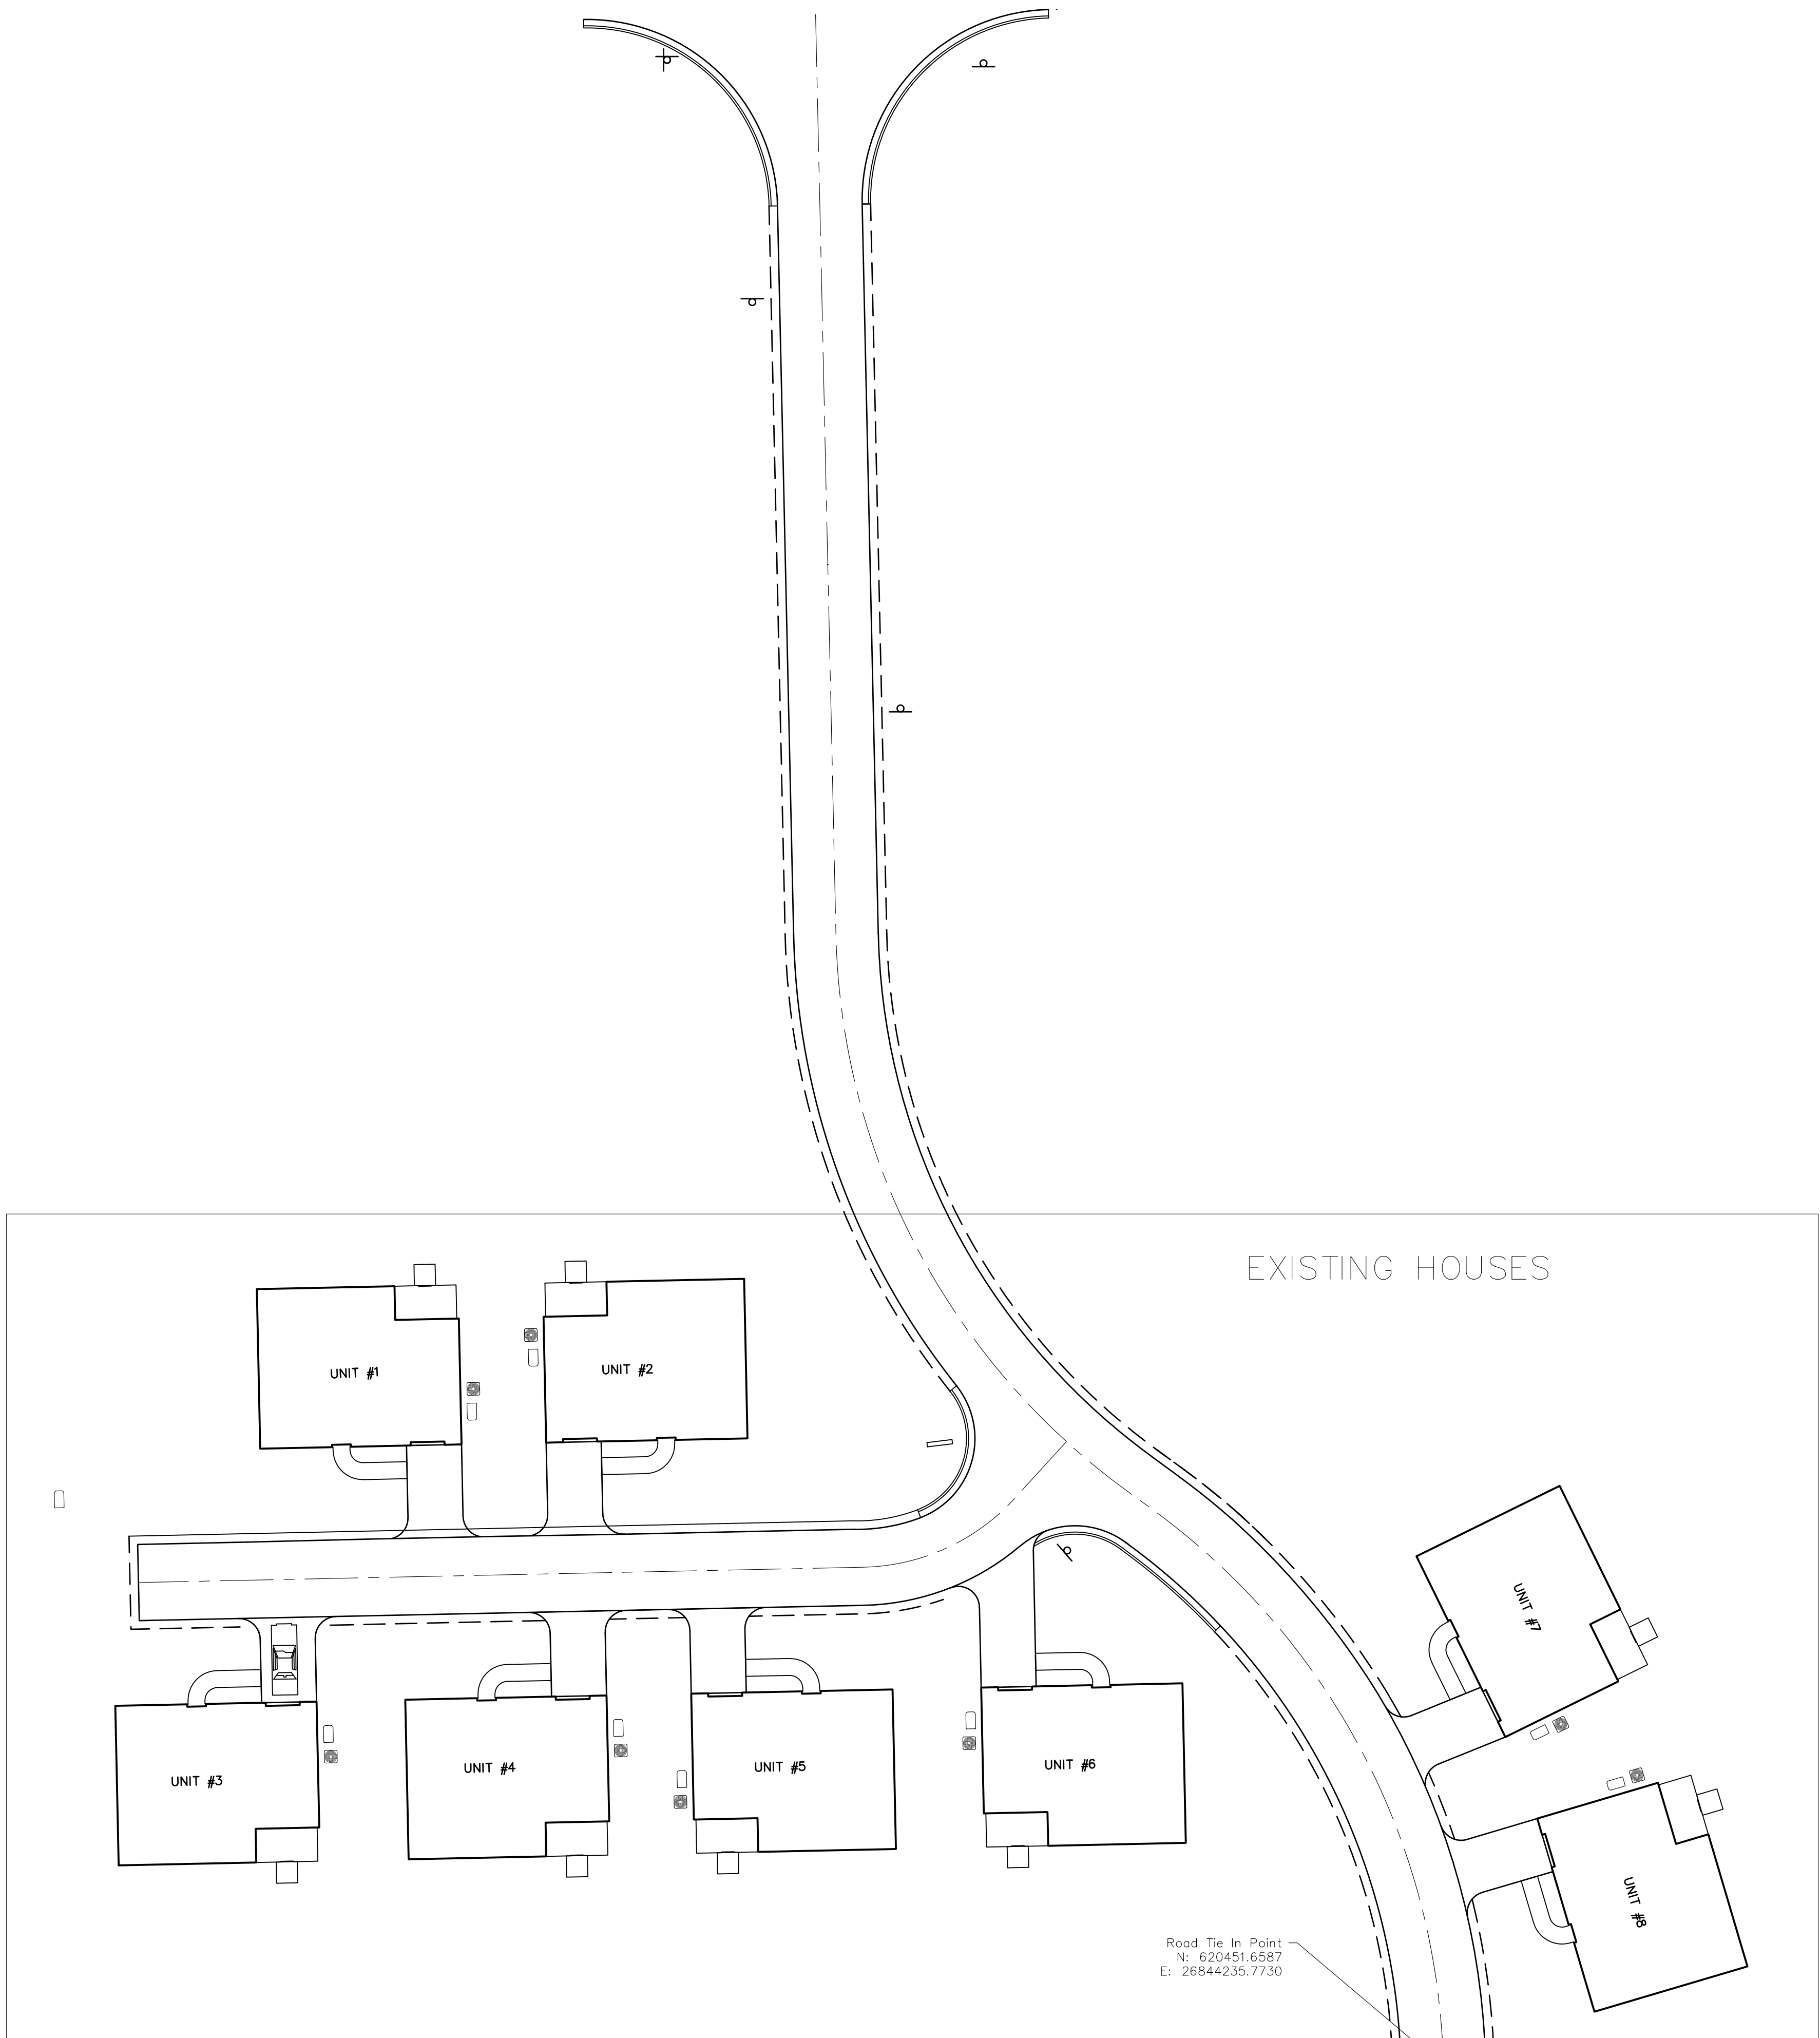 EXISTING HOUSES
UNIT #1
UNIT #2
UNIT #7
UNIT #3
UNIT #4
UNIT #5
UNIT #6
UNIT #8
Road Tie In Point
N: 620451.6587
E: 26844235.7730